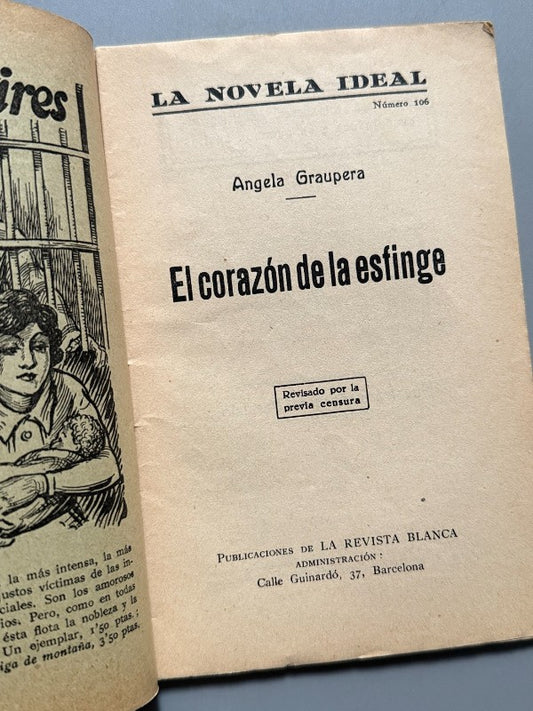 ires
la más intensa, la más
justos víctimas de las in-
ciales. Son los amorosos
rios. Pero, como en todas
ésta flota la nobleza y la
Un ejemplar, 1'50 ptas.;
iga de montaña, 3'50 ptas.
LA NOVELA IDEAL
Número 106
Angela Graupera
El corazón de la esfinge
Revisado por la
previa censura
PUBLICACIONES DE LA REVISTA BLANCA
ADMINISTRACIÓN:
Calle Guinardó, 37, Barcelona